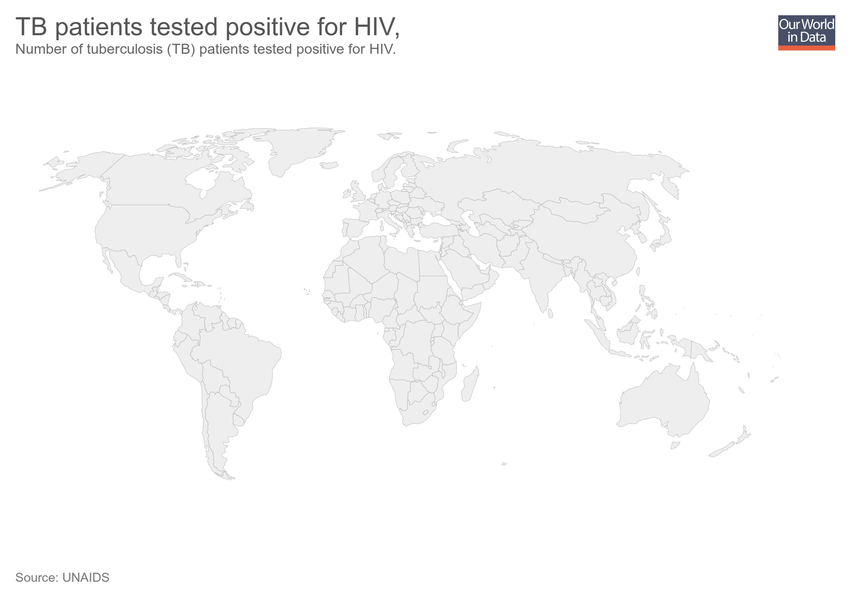 TB patients tested positive for HIV,
Number of tuberculosis (TB) patients tested positive for HIV.
Our World
in Data
Source: UNAIDS